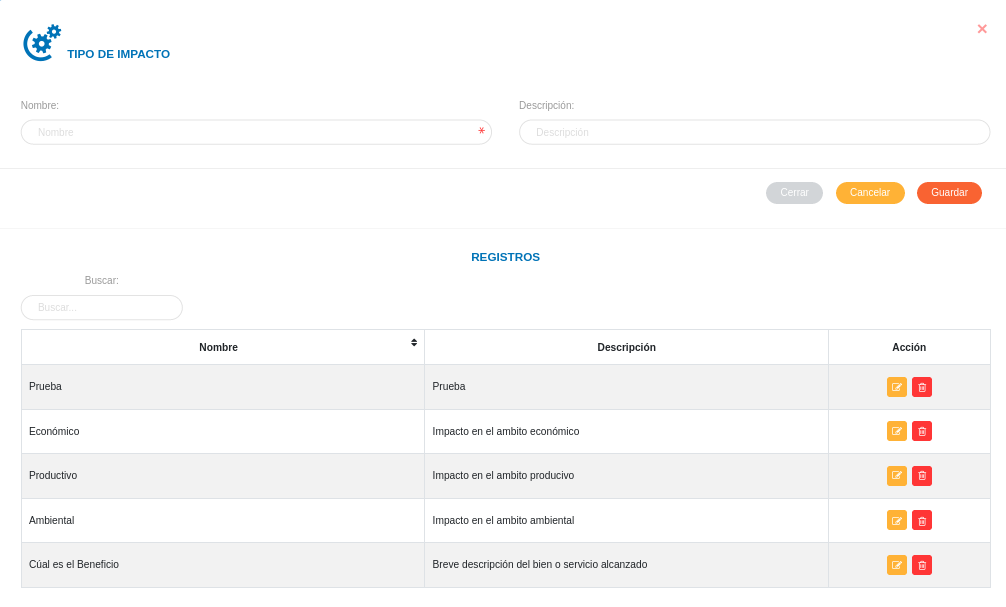 TIPO DE IMPACTO
×
Nombre: Descripción:
Nombre * Descripción
Cerrar Cancelar Guardar
REGISTROS
Buscar:
Buscar...
Nombre Descripción Acción
Prueba Prueba
Económico Impacto en el ambito económico
Productivo Impacto en el ambito producivo
Ambiental Impacto en el ambito ambiental
Cúal es el Beneficio Breve descripción del bien o servicio alcanzado